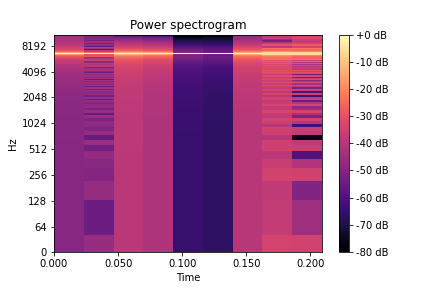 Power spectrogram
Hz
8192
4096
2048
1024
512
256
128
64
0
0.000 0.050 0.100 0.150 0.200
Time
+0 dB
-10 dB
-20 dB
-30 dB
-40 dB
-50 dB
-60 dB
-70 dB
-80 dB